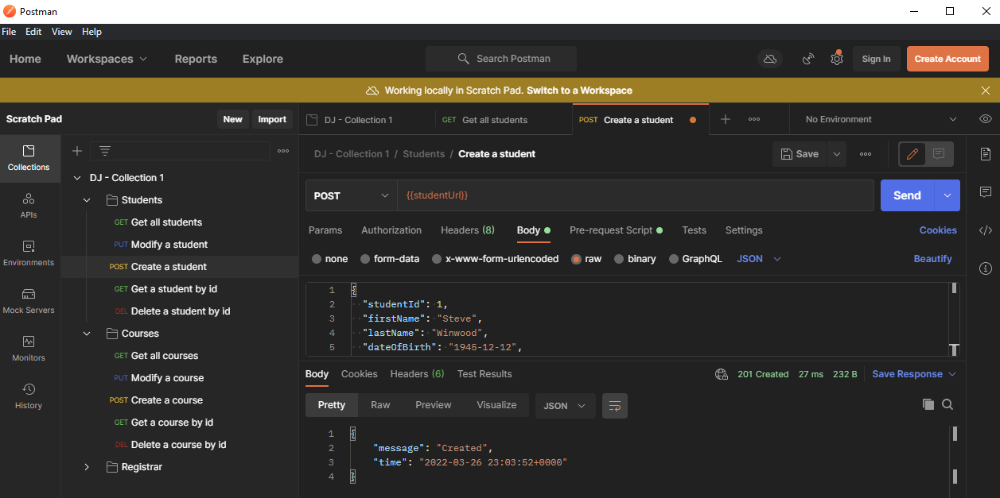 Postman
File Edit View Help
Home Workspaces Reports Explore Search Postman Sign In Create Account
Working locally in Scratch Pad. Switch to a Workspace
Scratch Pad New Import
DJ - Collection 1 GET Get all students POST Create a student No Environment
Collections
APIs
Environments
Mock Servers
Monitors
History
DJ - Collection 1
Students
GET Get all students
PUT Modify a student
POST Create a student
GET Get a student by id
DEL Delete a student by id
Courses
GET Get all courses
PUT Modify a course
POST Create a course
GET Get a course by id
DEL Delete a course by id
Registrar
DJ - Collection 1 / Students / Create a student Save
POST {{studentUrl}} Send
Params Authorization Headers (8) Body Pre-request Script Tests Settings Cookies
none form-data x-www-form-urlencoded raw binary GraphQL JSON Beautify
1 {
2 "studentId": 1,
3 "firstName": "Steve",
4 "lastName": "Winwood",
5 "dateOfBirth": "1945-12-12",
Body Cookies Headers (6) Test Results 201 Created 27 ms 232 B Save Response
Pretty Raw Preview Visualize JSON
1 {
2 "message": "Created",
3 "time": "2022-03-26 23:03:52+0000"
4 }